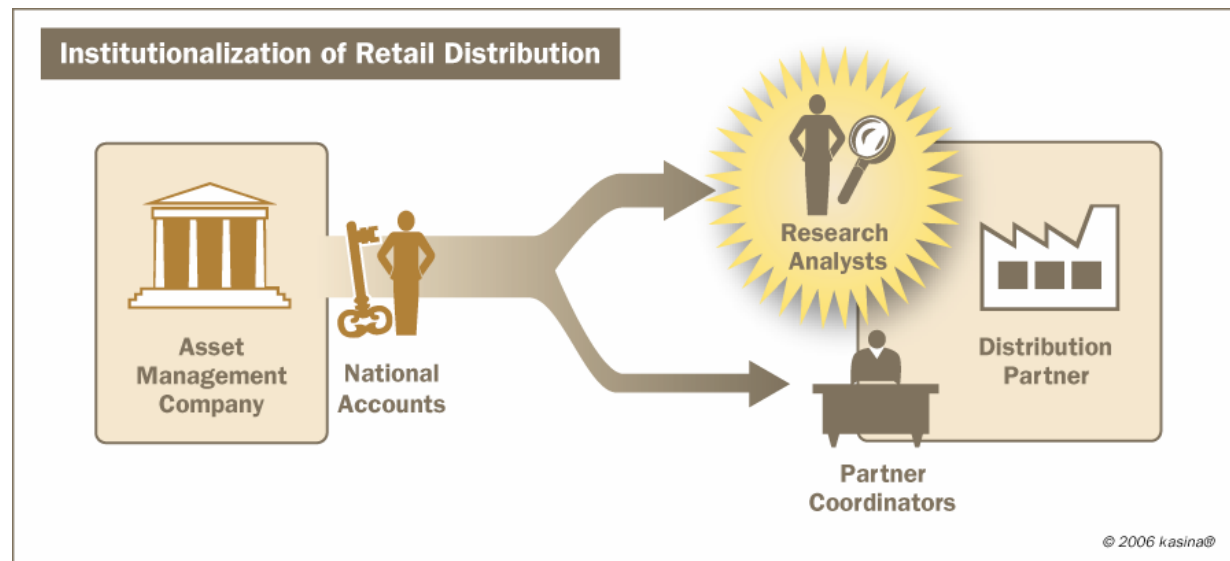 Institutionalization of Retail Distribution
Asset
Management
Company
National
Accounts
Research
Analysts
Distribution
Partner
Partner
Coordinators
© 2006 kasina®